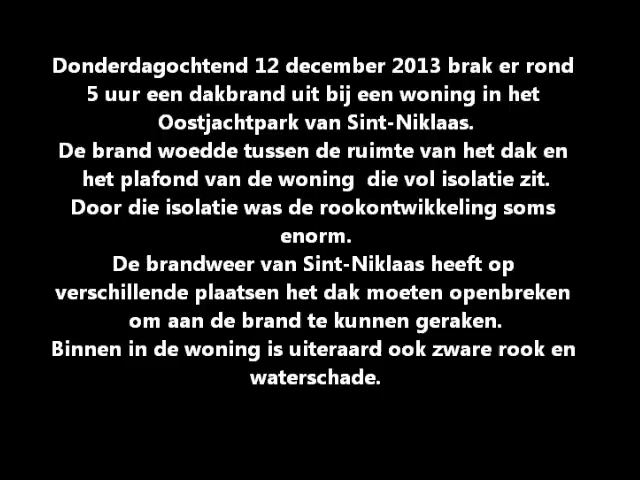 Donderdagochtend 12 december 2013 brak er rond
5 uur een dakbrand uit bij een woning in het
Oostjachtpark van Sint-Niklaas.
De brand woedde tussen de ruimte van het dak en
het plafond van de woning  die vol isolatie zit.
Door die isolatie was de rookontwikkeling soms
enorm.
De brandweer van Sint-Niklaas heeft op
verschillende plaatsen het dak moeten openbreken
om aan de brand te kunnen geraken.
Binnen in de woning is uiteraard ook zware rook en
waterschade.